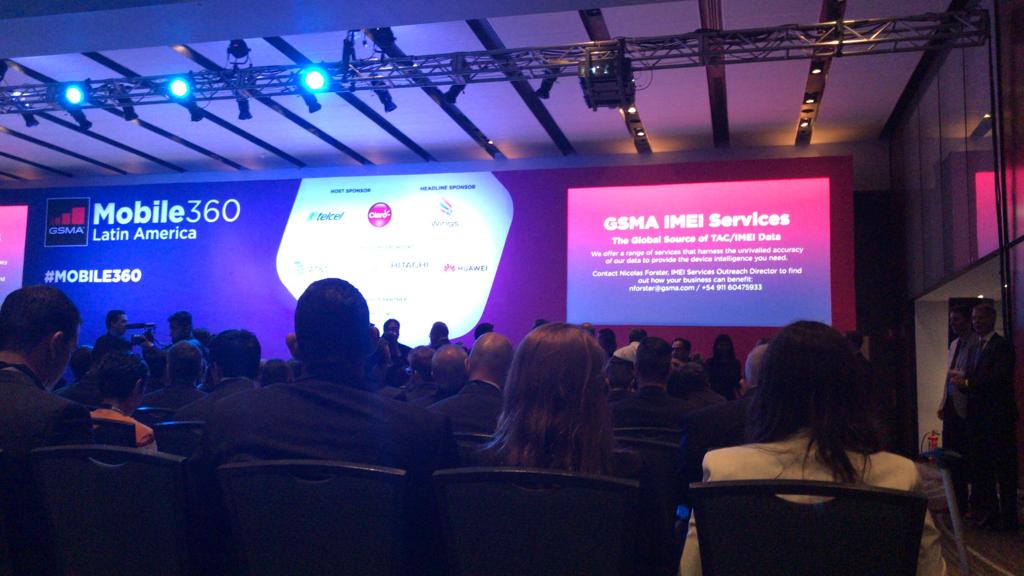 GSMA
Mobile360
Latin America
#MOBILE360
HOST SPONSOR
HEADLINE SPONSOR
telcel
Claro
Wings
AT&T
HITACHI
HUAWEI
GSMA IMEI Services
The Global Source of TAC/IMEI Data
We offer a range of services that harness the unrivalled accuracy
of our data to provide the device intelligence you need.
Contact Nicolas Forster, IMEI Services Outreach Director to find
out how your business can benefit:
nforster@gsma.com / +54 911 60475933